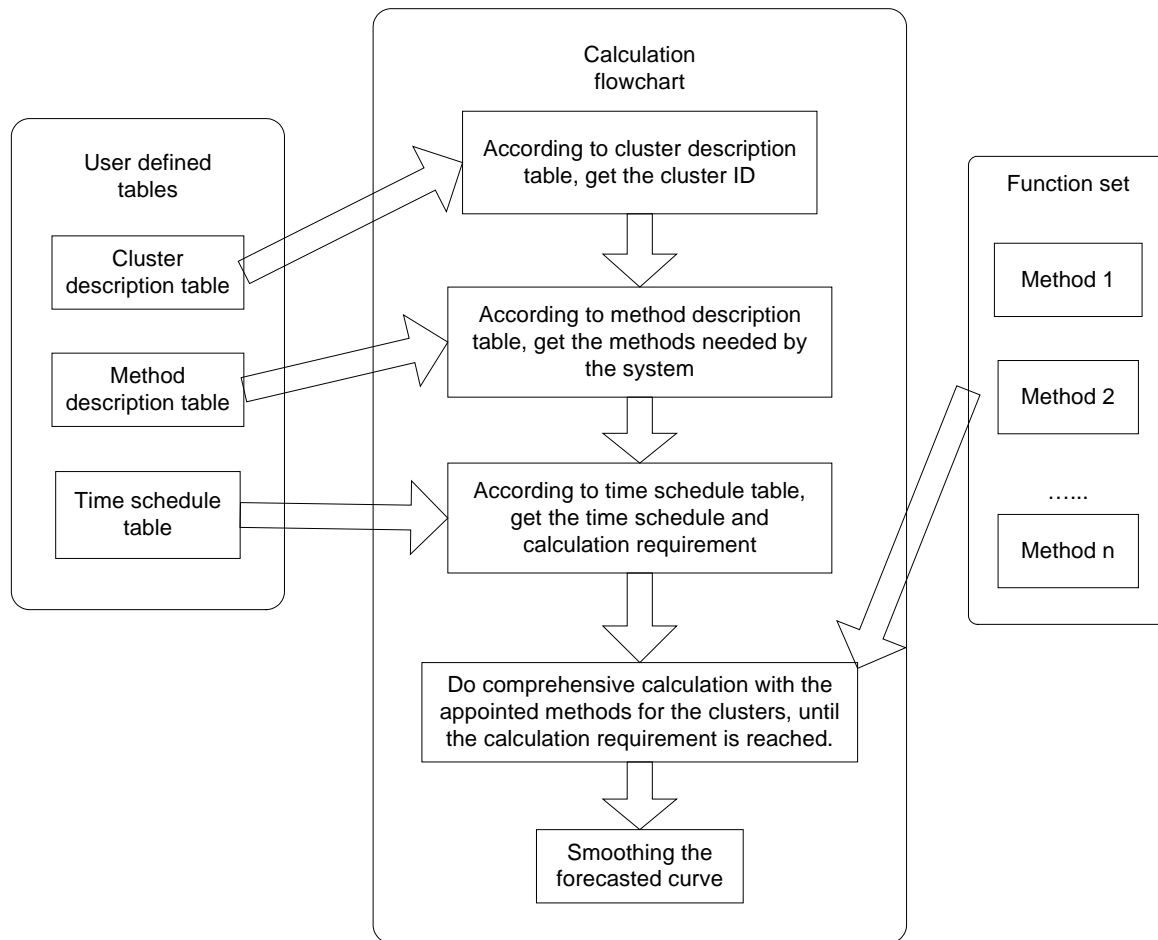 User defined
tables
Cluster
description table
Method
description table
Time schedule
table
Calculation
flowchart
According to cluster description
table, get the cluster ID
According to method description
table, get the methods needed by
the system
According to time schedule table,
get the time schedule and
calculation requirement
Do comprehensive calculation with the
appointed methods for the clusters, until
the calculation requirement is reached.
Smoothing the
forecasted curve
Function set
Method 1
Method 2
…...
Method n